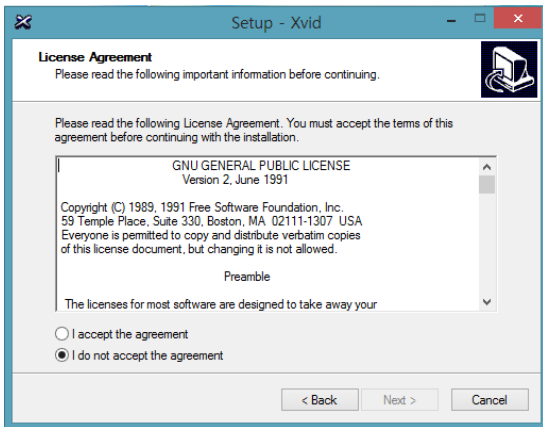 Setup - Xvid
License Agreement
Please read the following important information before continuing.
Please read the following License Agreement. You must accept the terms of this
agreement before continuing with the installation.
GNU GENERAL PUBLIC LICENSE
Version 2, June 1991
Copyright (C) 1989, 1991 Free Software Foundation, Inc.
59 Temple Place, Suite 330, Boston, MA  02111-1307  USA
Everyone is permitted to copy and distribute verbatim copies
of this license document, but changing it is not allowed.
Preamble
The licenses for most software are designed to take away your
I accept the agreement
I do not accept the agreement
< Back
Next >
Cancel